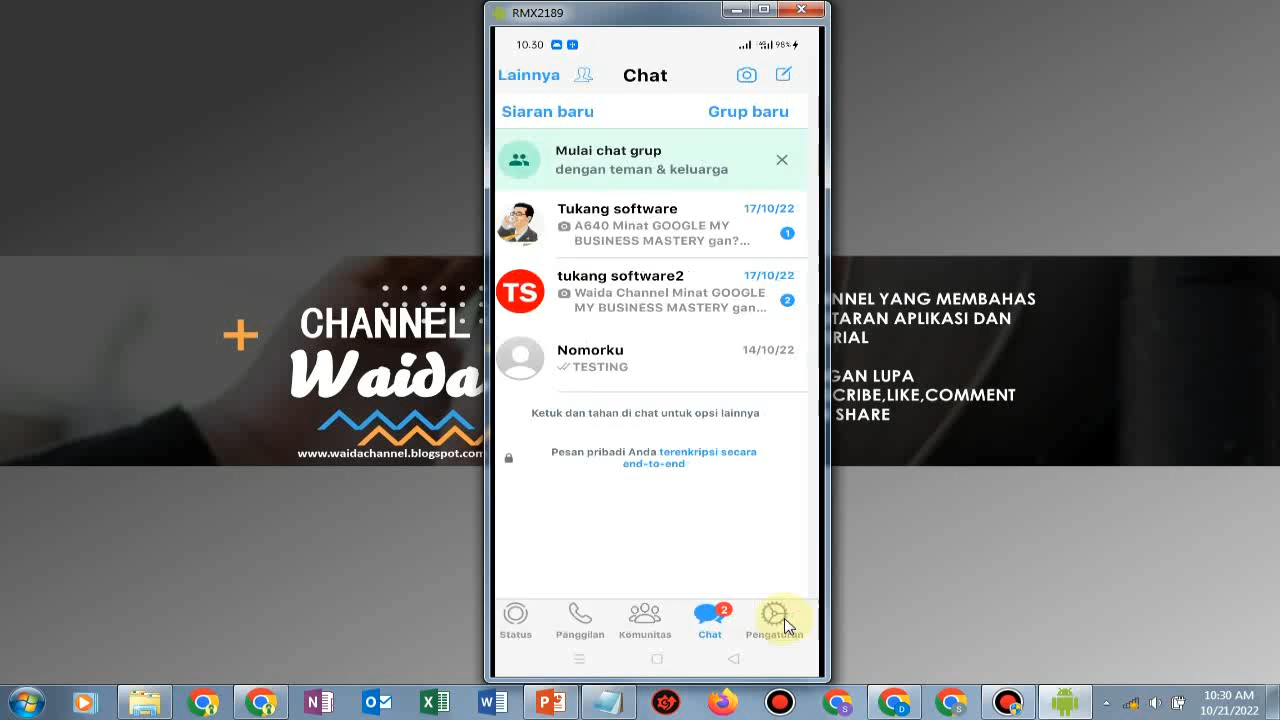 RMX2189
10.30
98%
Lainnya
Chat
Siaran baru
Grup baru
Mulai chat grup
dengan teman & keluarga
Tukang software
17/10/22
A640 Minat GOOGLE MY
BUSINESS MASTERY gan?...
1
TS
tukang software2
17/10/22
Waida Channel Minat GOOGLE
MY BUSINESS MASTERY gan...
2
Nomorku
14/10/22
TESTING
Ketuk dan tahan di chat untuk opsi lainnya
Pesan pribadi Anda terenkripsi secara
end-to-end
Status
Panggilan
Komunitas
2
Chat
Pengaturan
CHANNEL
Waida
www.waidachannel.blogspot.com
NNEL YANG MEMBAHAS
TARAN APLIKASI DAN
RIAL
GAN LUPA
CRIBE,LIKE,COMMENT
SHARE
10:30 AM
10/21/2022